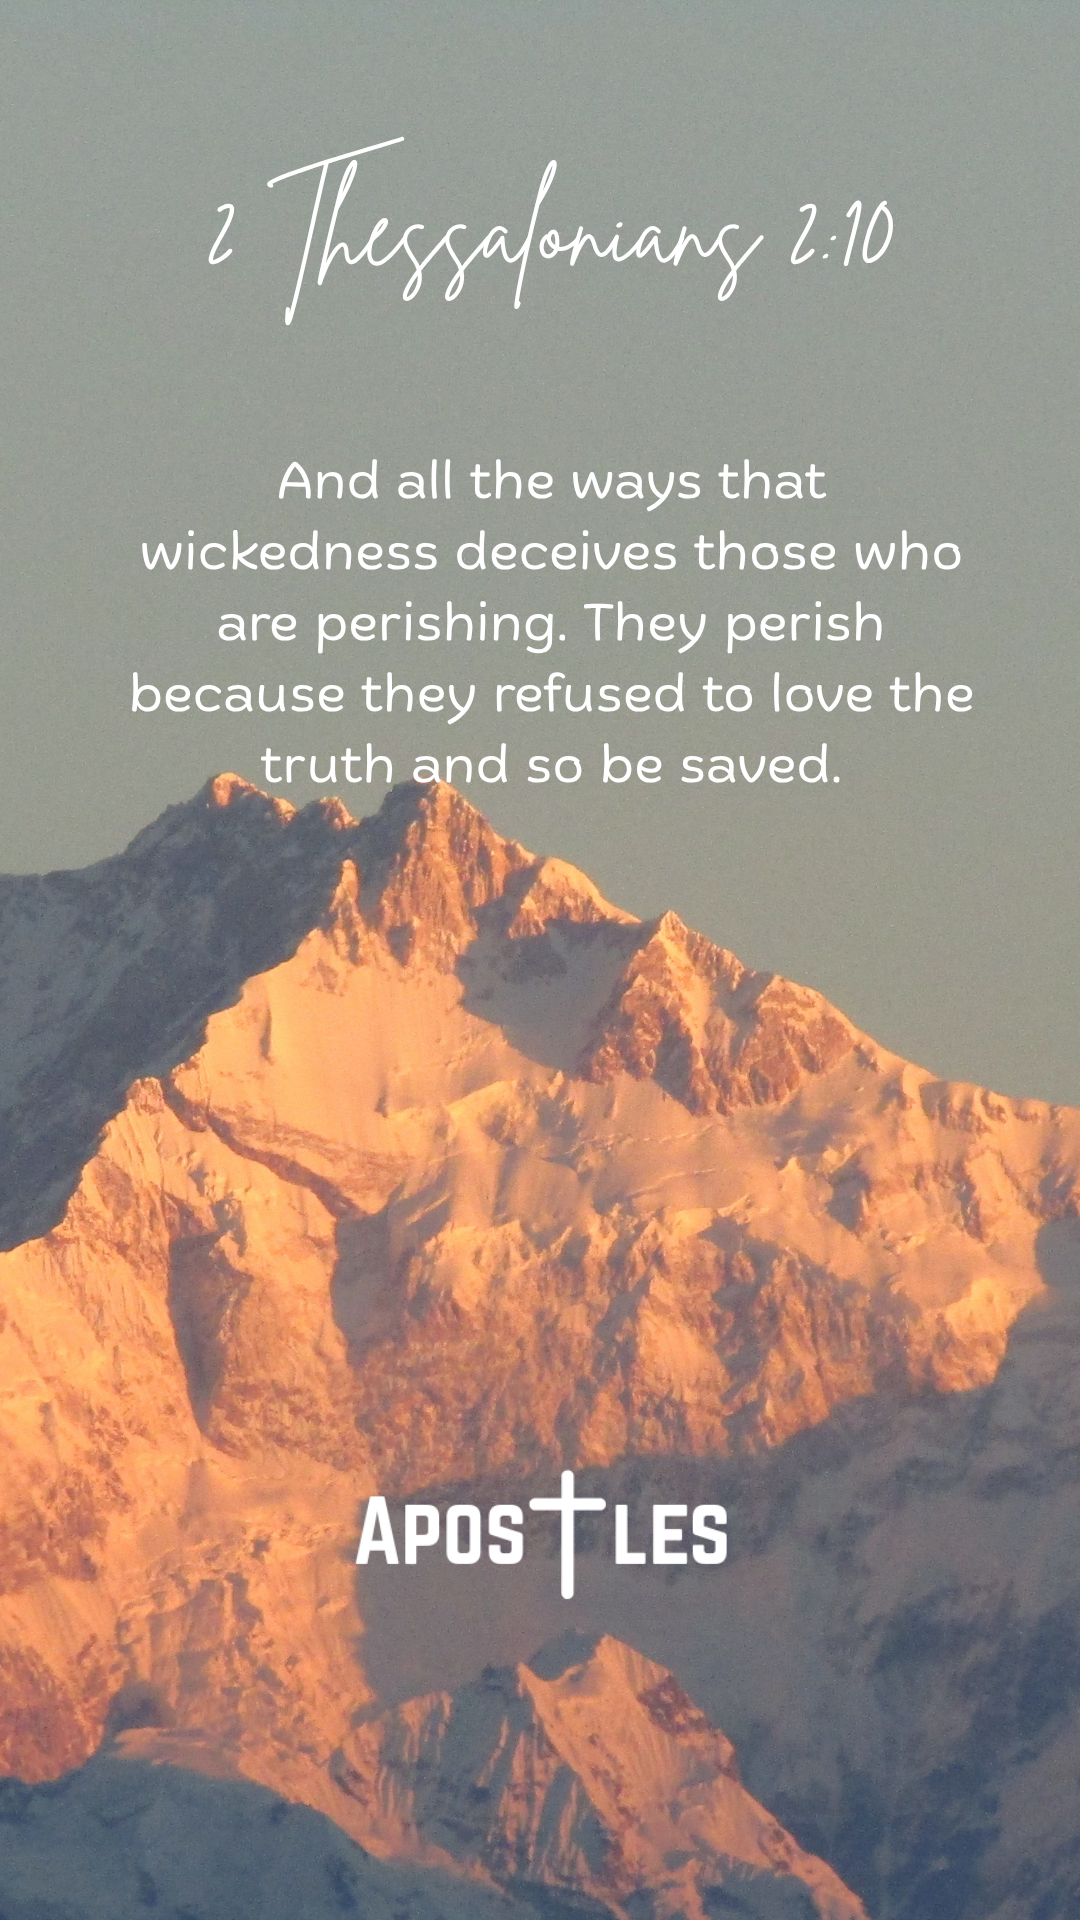 2 Thessalonians 2:10
And all the ways that
wickedness deceives those who
are perishing. They perish
because they refused to love the
truth and so be saved.
APOSTLES